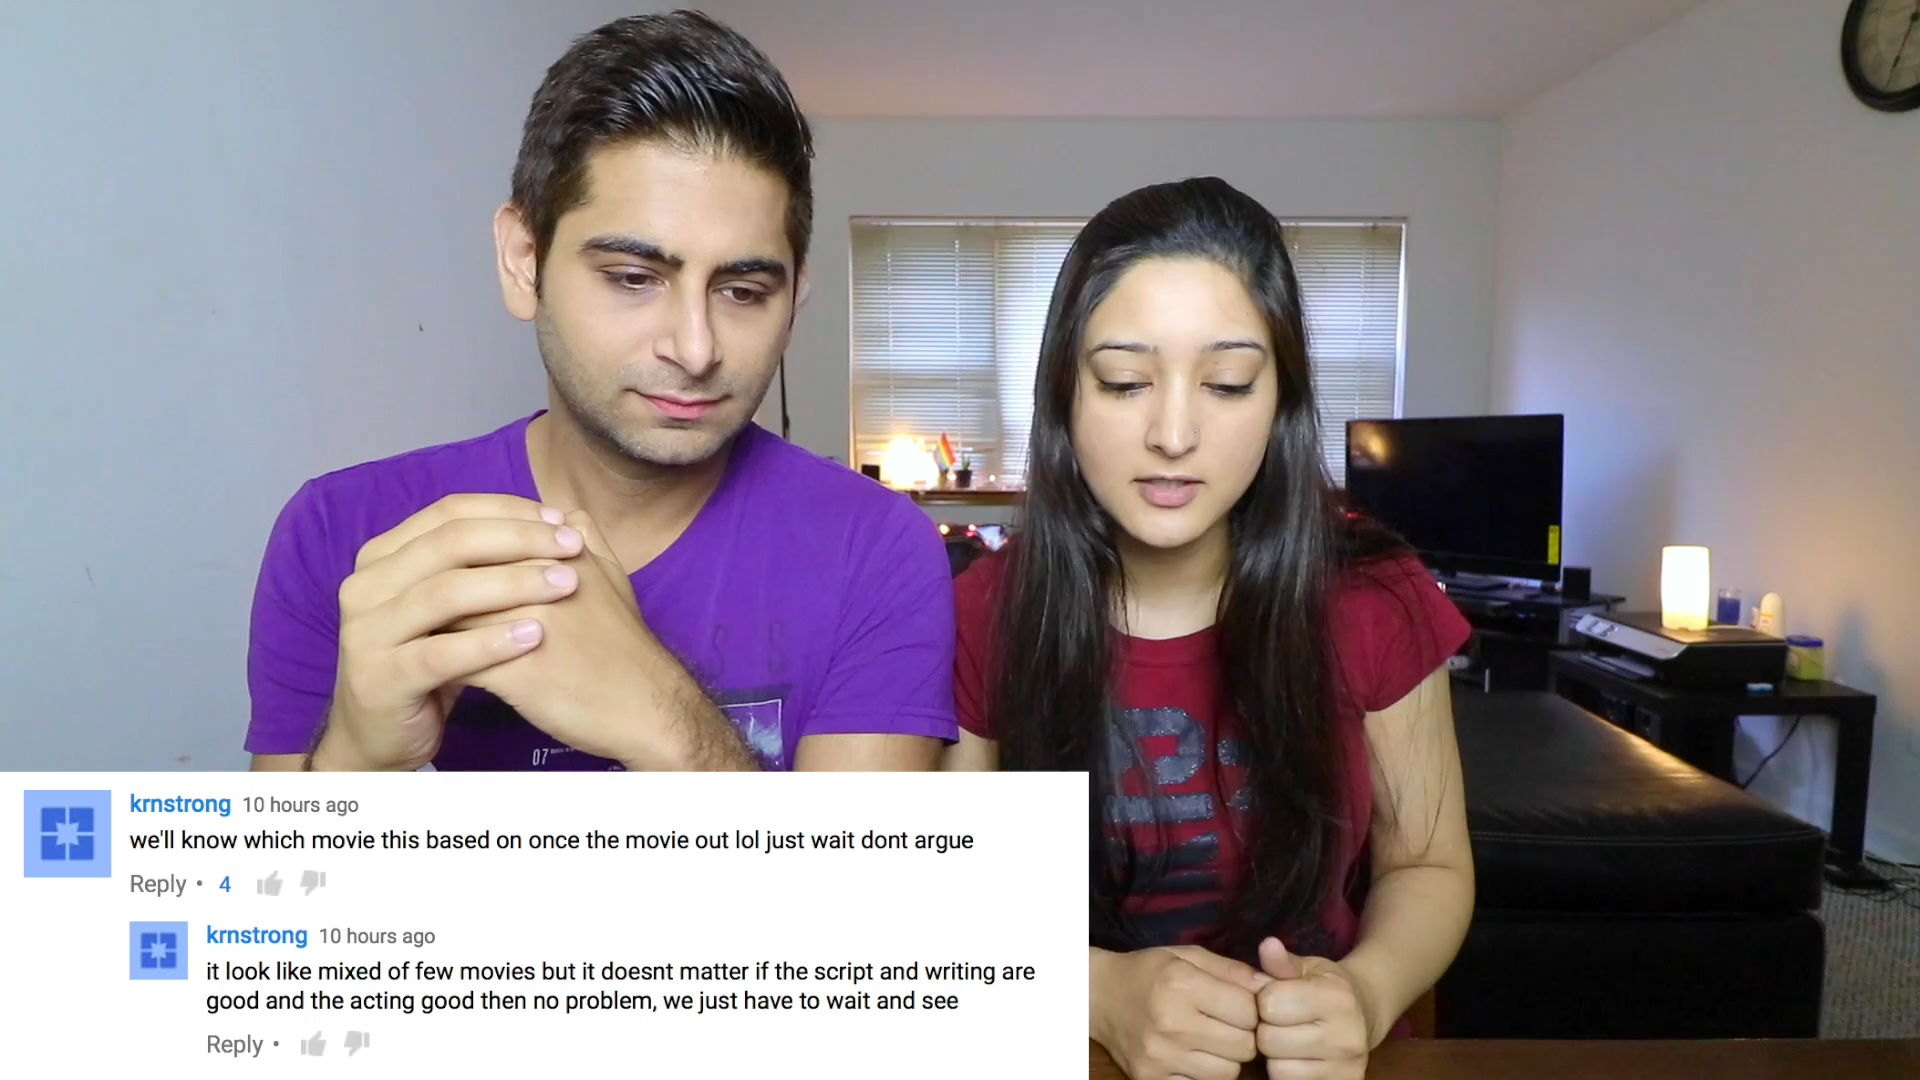 07
krnstrong 10 hours ago
we'll know which movie this based on once the movie out lol just wait dont argue
Reply • 4
krnstrong 10 hours ago
it look like mixed of few movies but it doesnt matter if the script and writing are
good and the acting good then no problem, we just have to wait and see
Reply •